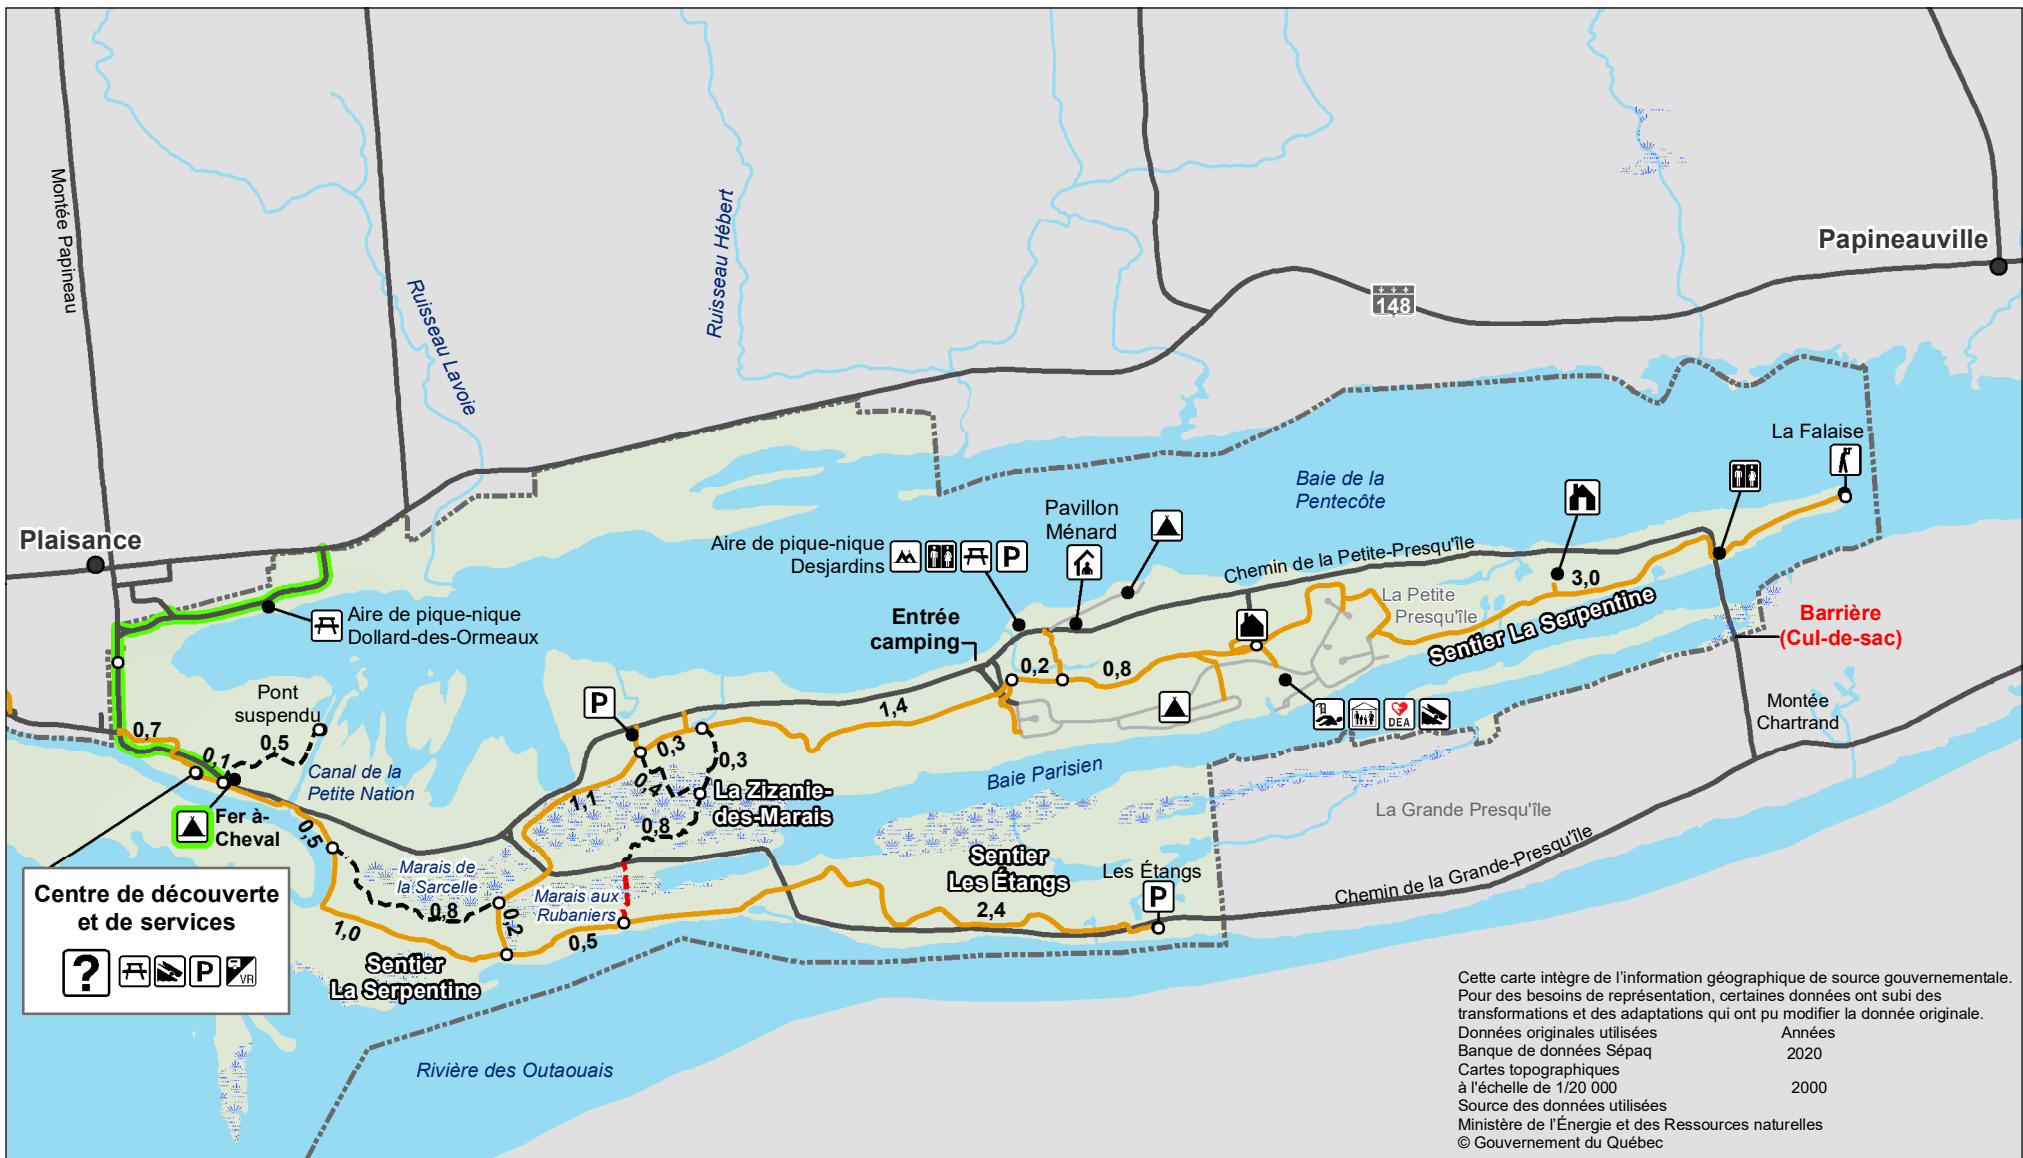 Montée Papineau
Ruisseau Lavoie
Ruisseau Hébert
148
Papineauville
Plaisance
Aire de pique-nique
Dollard-des-Ormeaux
Pont
suspendu
0,7
0,1
0,5
Canal de la
Petite Nation
Fer à-
Cheval
0,5
Centre de découverte
et de services
?
P
VR
Marais de
la Sarcelle
0,8
1,0
0,2
Sentier
La Serpentine
Marais aux
Rubaniers
0,5
P
0,3
0,3
0,4
1,1
0,8
La Zizanie-
des-Marais
1,4
Aire de pique-nique
Desjardins
P
Pavillon
Ménard
Entrée
camping
0,2
0,8
Baie de la
Pentecôte
Chemin de la Petite-Presqu'île
La Petite
Presqu'île
3,0
Sentier La Serpentine
La Falaise
Barrière
(Cul-de-sac)
Montée
Chartrand
DEA
Baie Parisien
La Grande Presqu'île
Chemin de la Grande-Presqu'île
Sentier
Les Étangs
2,4
Les Étangs
P
Rivière des Outaouais
Cette carte intègre de l'information géographique de source gouvernementale.
Pour des besoins de représentation, certaines données ont subi des
transformations et des adaptations qui ont pu modifier la donnée originale.
Données originales utilisées Années
Banque de données Sépaq 2020
Cartes topographiques
à l'échelle de 1/20 000 2000
Source des données utilisées
Ministère de l'Énergie et des Ressources naturelles
© Gouvernement du Québec